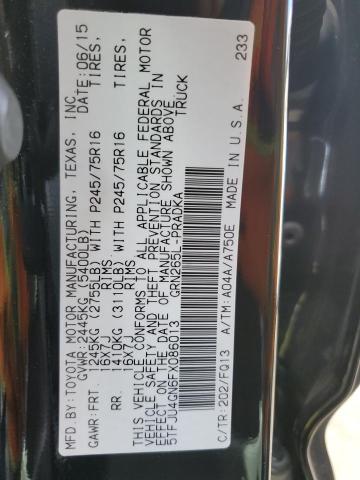 MFD.BY: TOYOTA MOTOR MANUFACTURING, TEXAS, INC.
GVWR: 2445KG (5400LB) DATE: 06/15
GAWR: FRT. 1245KG (2755LB) WITH P245/75R16 TIRES,
16X7J RIMS
RR. 1410KG (3110LB) WITH P245/75R16 TIRES,
16X7J RIMS
THIS VEHICLE CONFORMS TO ALL APPLICABLE FEDERAL MOTOR
VEHICLE SAFETY AND THEFT PREVENTION STANDARDS IN
EFFECT ON THE DATE OF MANUFACTURE SHOWN ABOVE.
5TFJU4GN6FX086013 TRUCK
GRN265L-PRADKA
C/TR: 202/FQ13 A/TM: A04A/A750E MADE IN U.S.A. 233